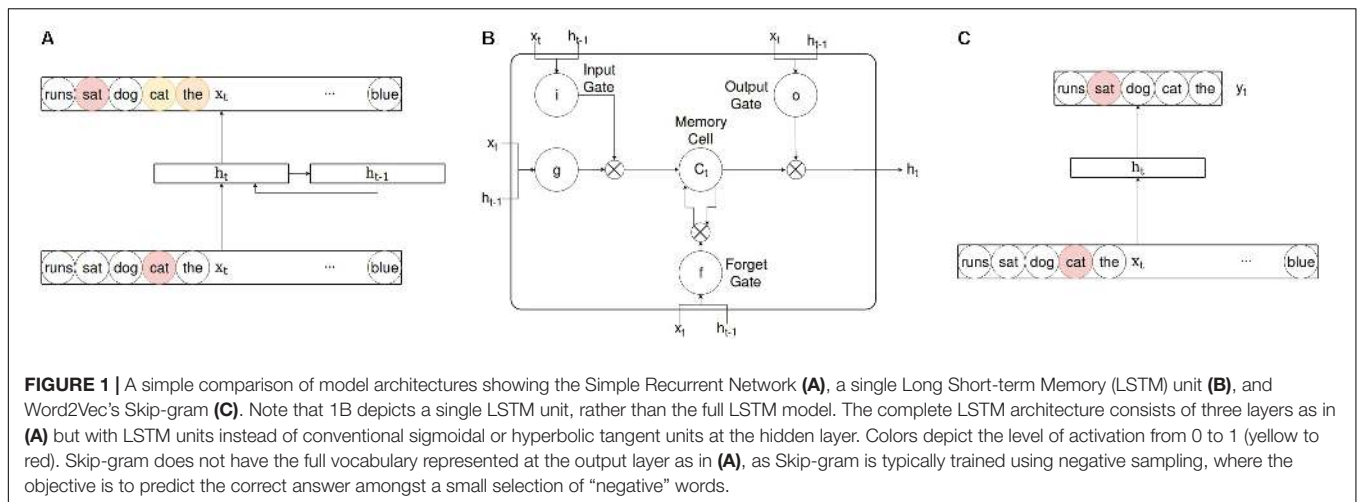 A
runs sat dog cat the xt ... blue
ht
ht-1
runs sat dog cat the xt ... blue
B
xt ht-1
xt ht-1
i
Input
Gate
Output
Gate
o
Memory
Cell
xt
g
C1
h1
ht-1
f
Forget
Gate
xt ht-1
C
runs sat dog cat the y1
ht
runs sat dog cat the xt ... blue
FIGURE 1 | A simple comparison of model architectures showing the Simple Recurrent Network (A), a single Long Short-term Memory (LSTM) unit (B), and
Word2Vec's Skip-gram (C). Note that 1B depicts a single LSTM unit, rather than the full LSTM model. The complete LSTM architecture consists of three layers as in
(A) but with LSTM units instead of conventional sigmoidal or hyperbolic tangent units at the hidden layer. Colors depict the level of activation from 0 to 1 (yellow to
red). Skip-gram does not have the full vocabulary represented at the output layer as in (A), as Skip-gram is typically trained using negative sampling, where the
objective is to predict the correct answer amongst a small selection of "negative" words.